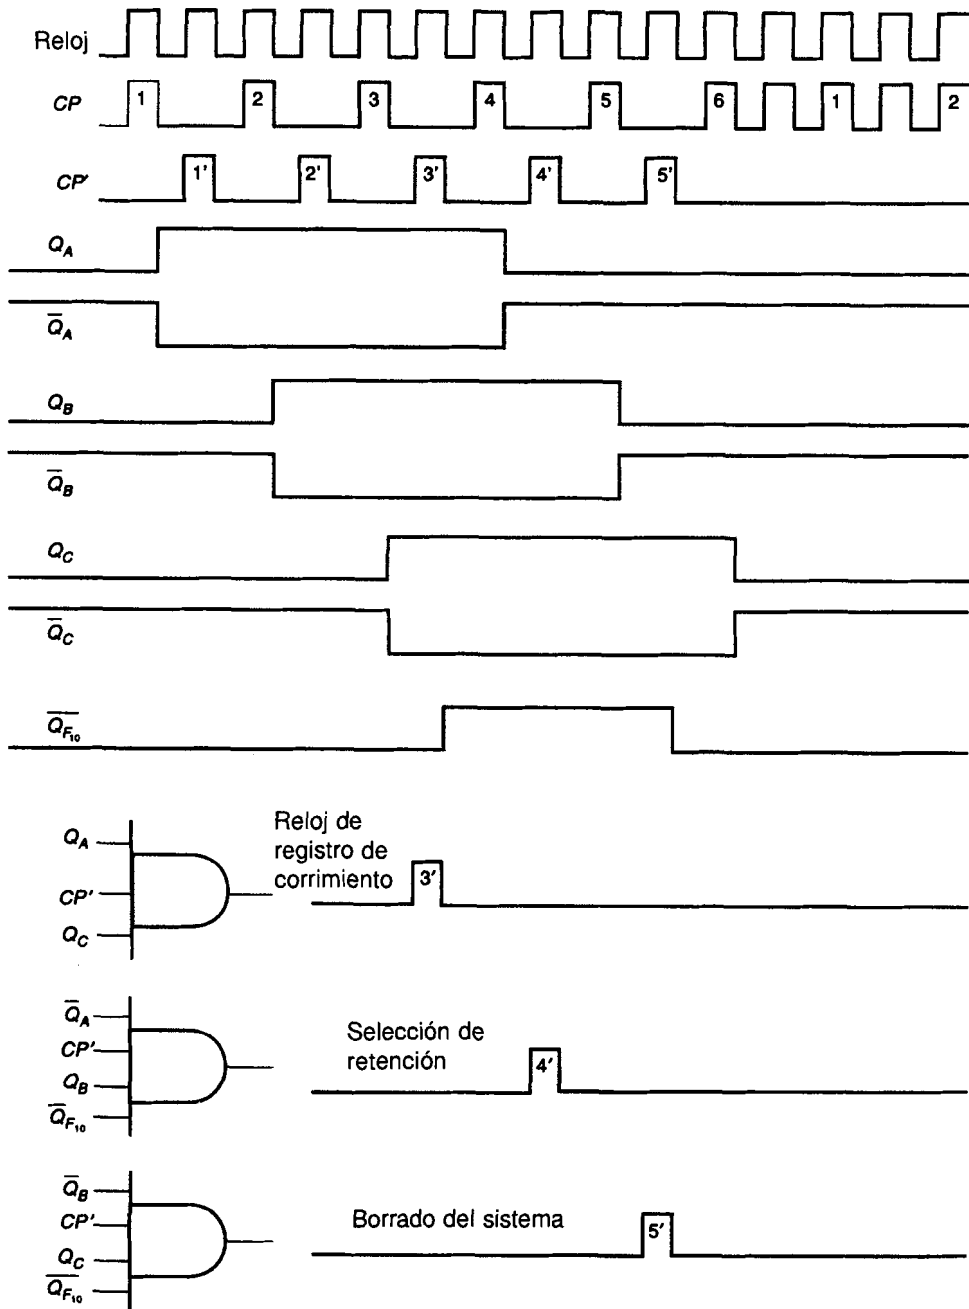 Reloj
CP 1 2 3 4 5 6 1 2
CP' 1' 2' 3' 4' 5'
Q_A
Q̅_A
Q_B
Q̅_B
Q_C
Q̅_C
Q̅_F₁₀
Q_A
CP'
Q_C
Reloj de
registro de
corrimiento
3'
Q̅_A
CP'
Q_B
Q̅_F₁₀
Selección de
retención
4'
Q̅_B
CP'
Q_C
Q̅_F₁₀
Borrado del sistema
5'